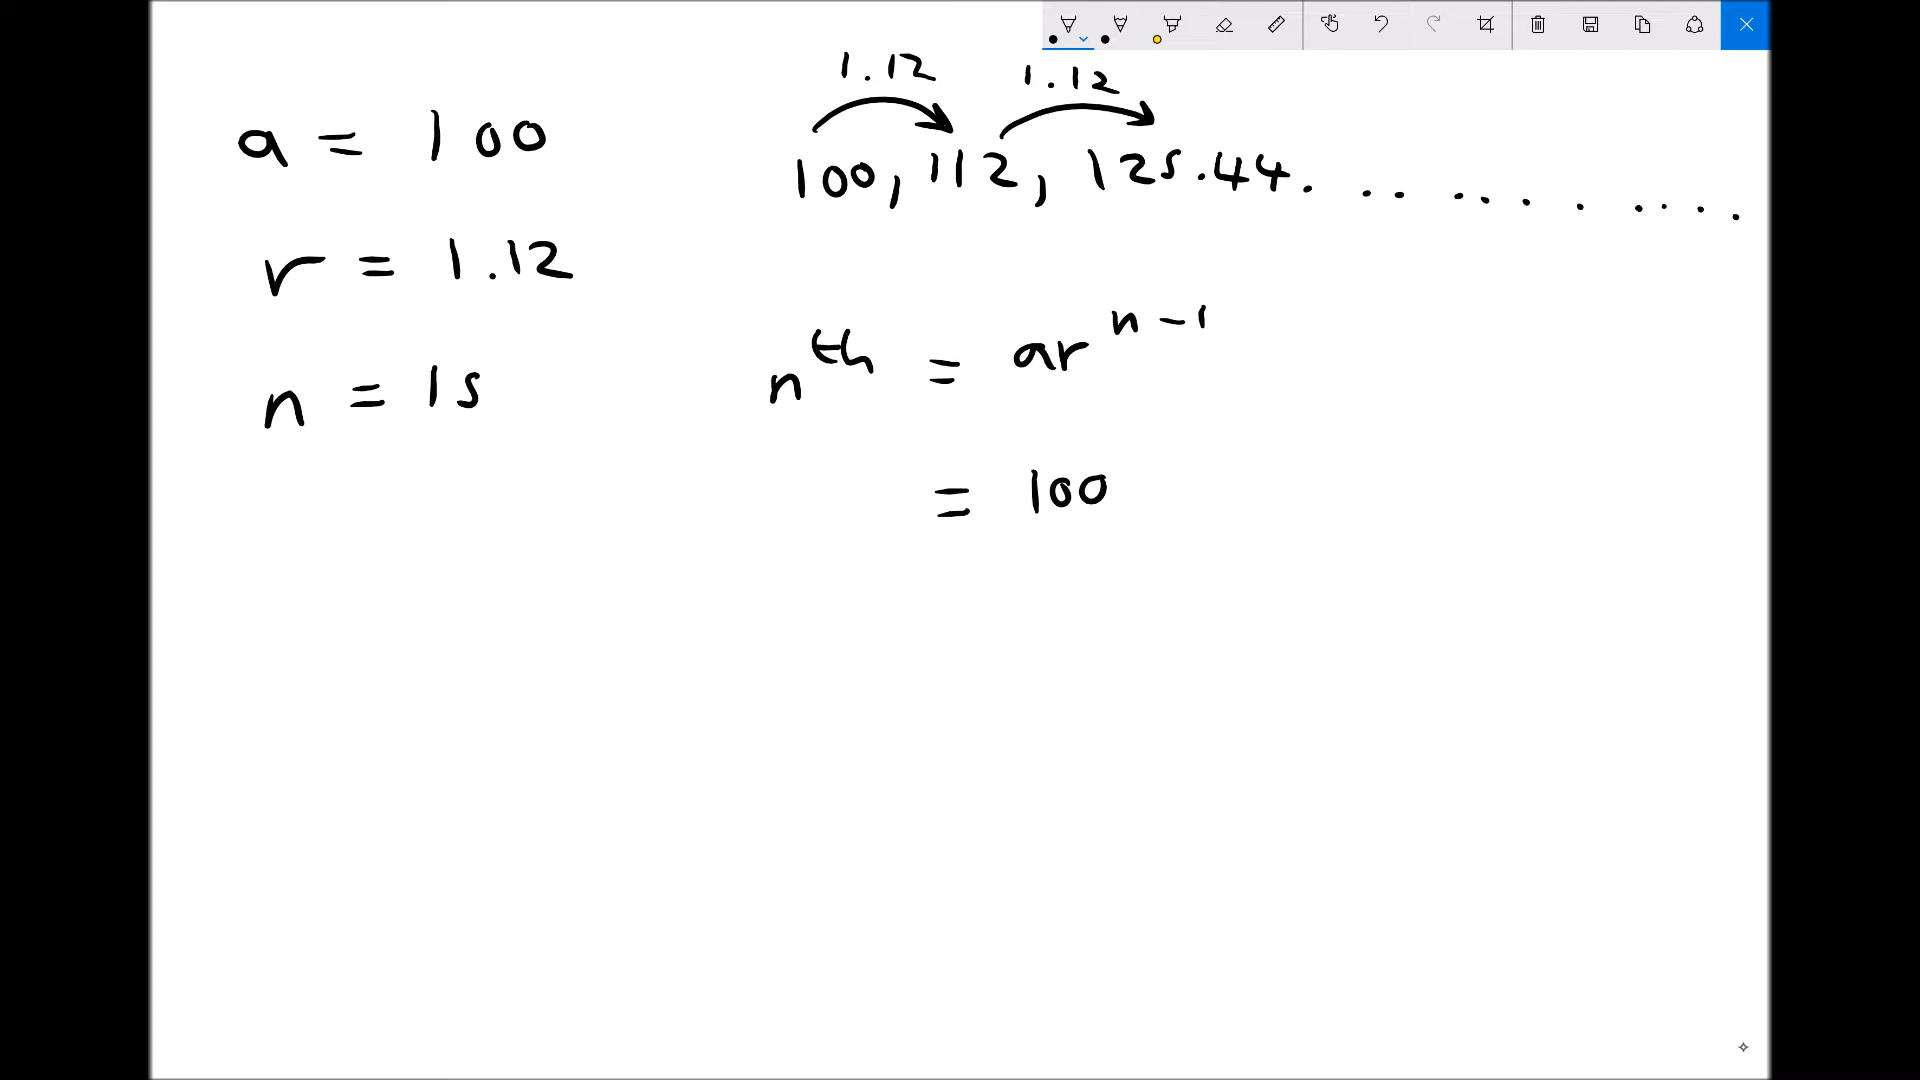 1.12 1.12
a = 100
100, 112, 125.44. . . . . . . . . . . .
r = 1.12
nth = ar^n-1
n = 15
= 100